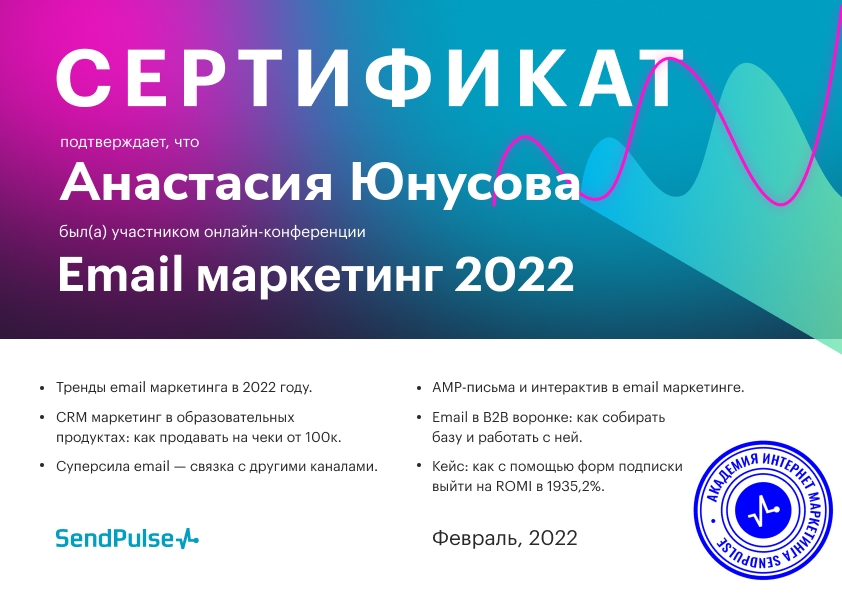 СЕРТИФИКАТ
подтверждает, что
Анастасия Юнусова
был(а) участником онлайн-конференции
Email маркетинг 2022
• Тренды email маркетинга в 2022 году.
• CRM маркетинг в образовательных
продуктах: как продавать на чеки от 100к.
• Суперсила email — связка с другими каналами.
• AMP-письма и интерактив в email маркетинге.
• Email в B2B воронке: как собирать
базу и работать с ней.
• Кейс: как с помощью форм подписки
выйти на ROMI в 1935,2%.
SendPulse
Февраль, 2022
АКАДЕМИЯ ИНТЕРНЕТ МАРКЕТИНГА SENDPULSE